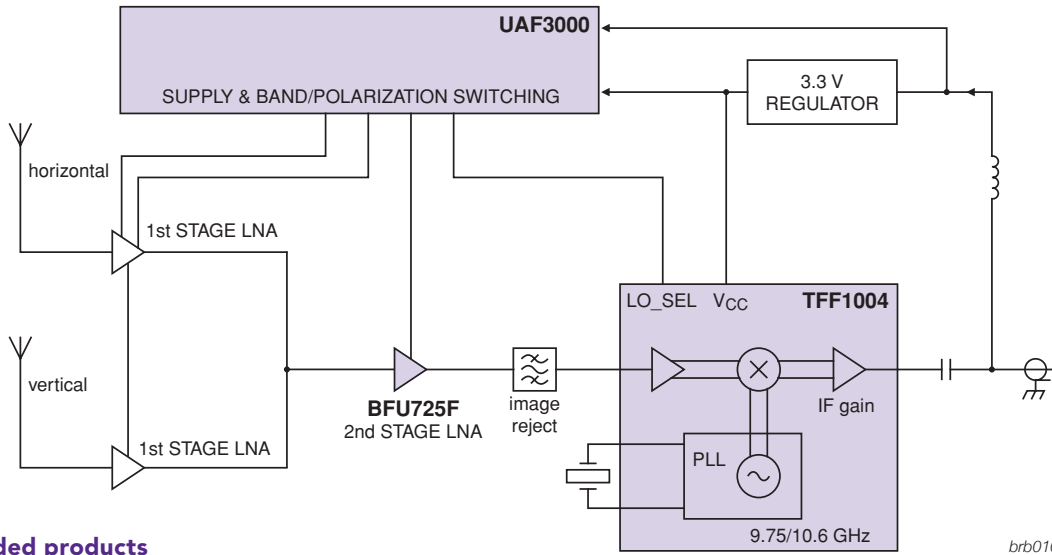 UAF3000
SUPPLY & BAND/POLARIZATION SWITCHING
3.3 V
REGULATOR
horizontal
1st STAGE LNA
LO_SEL
VCC
TFF1004
vertical
BFU725F
2nd STAGE LNA
image
reject
IF gain
1st STAGE LNA
PLL
9.75/10.6 GHz
products